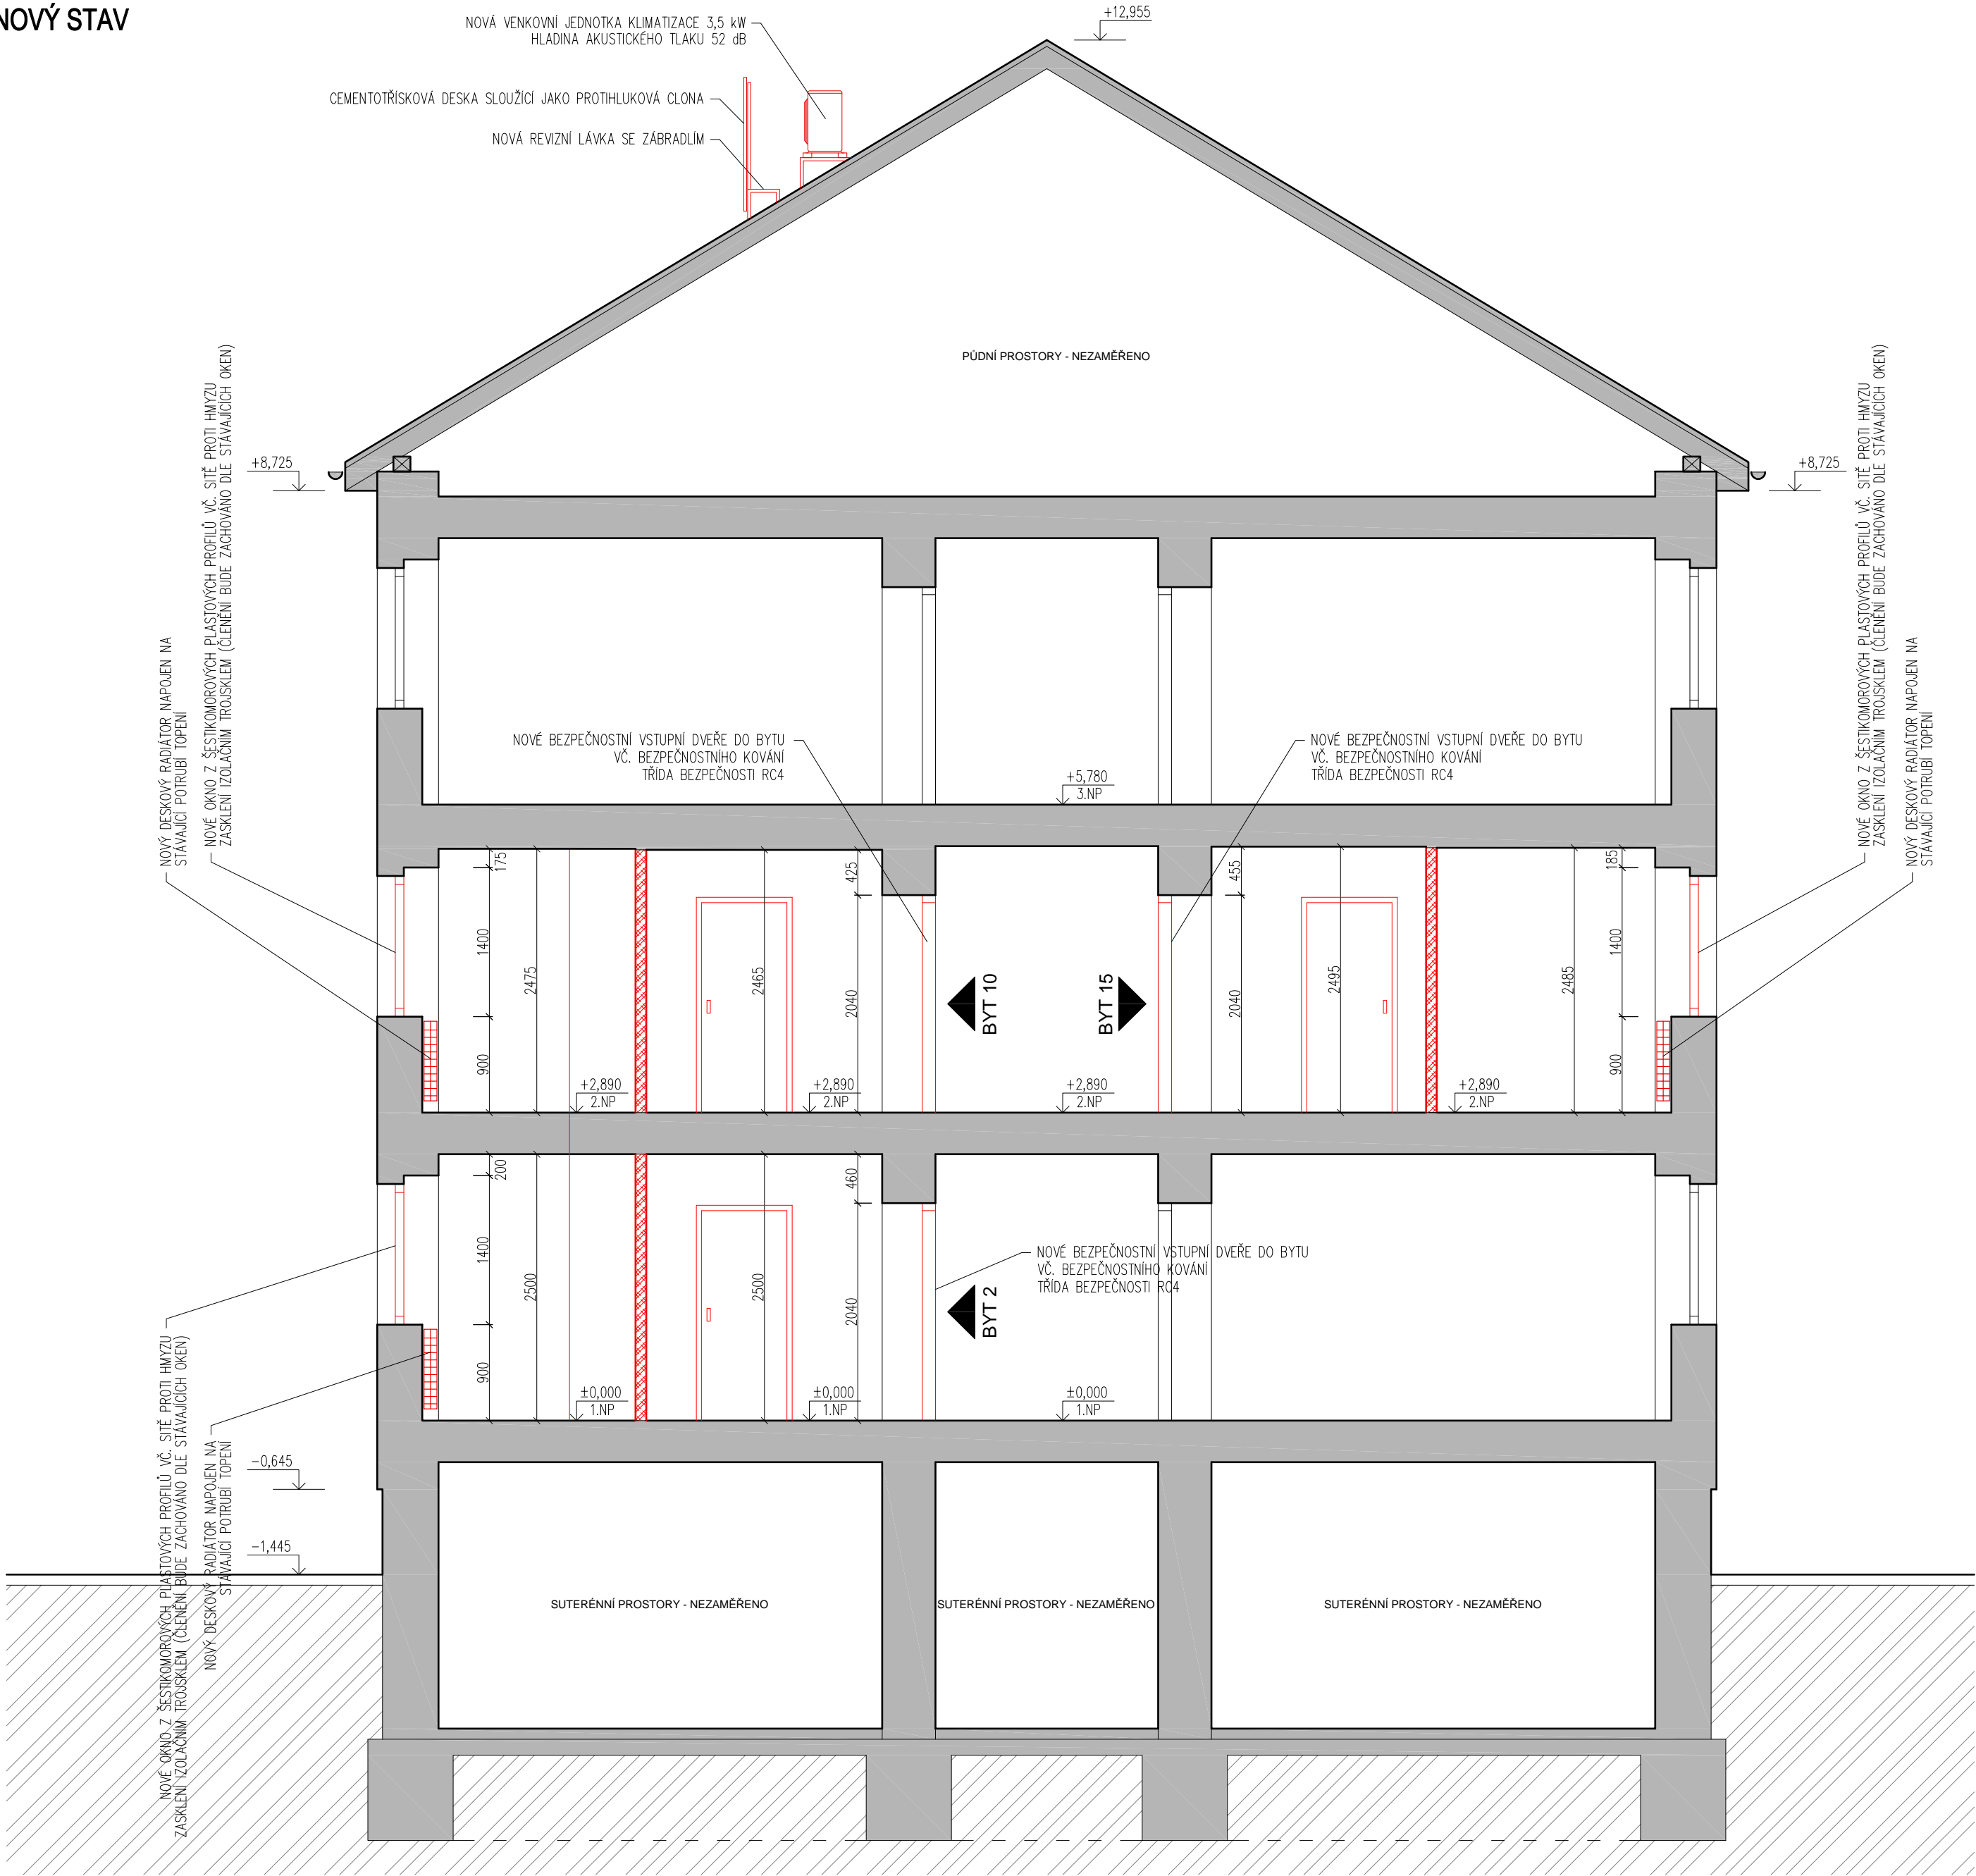 NOVÝ STAV
NOVÁ VENKOVNÍ JEDNOTKA KLIMATIZACE 3,5 kW
HLADINA AKUSTICKÉHO TLAKU 52 dB
+12,955
CEMENTOTŘÍSKOVÁ DESKA SLOUŽÍCÍ JAKO PROTIHLUKOVÁ CLONA
NOVÁ REVIZNÍ LÁVKA SE ZÁBRADLÍM
PŮDNÍ PROSTORY - NEZAMĚŘENO
+8,725
+8,725
NOVÝ DESKOVÝ RADIÁTOR NAPOJEN NA
STÁVAJÍCÍ POTRUBÍ TOPENÍ
NOVÉ OKNO Z ŠESTIKOMOROVÝCH PLASTOVÝCH PROFILŮ VČ. SITĚ PROTI HMYZU
ZASKLENÍ IZOLAČNÍM TROJSKLEM (ČLENĚNÍ BUDE ZACHOVÁNO DLE STÁVAJÍCÍCH OKEN)
NOVÉ OKNO Z ŠESTIKOMOROVÝCH PLASTOVÝCH PROFILŮ VČ. SITĚ PROTI HMYZU
ZASKLENÍ IZOLAČNÍM TROJSKLEM (ČLENĚNÍ BUDE ZACHOVÁNO DLE STÁVAJÍCÍCH OKEN)
NOVÝ DESKOVÝ RADIÁTOR NAPOJEN NA
STÁVAJÍCÍ POTRUBÍ TOPENÍ
NOVÉ BEZPEČNOSTNÍ VSTUPNÍ DVEŘE DO BYTU
VČ. BEZPEČNOSTNÍHO KOVÁNÍ
TŘÍDA BEZPEČNOSTI RC4
NOVÉ BEZPEČNOSTNÍ VSTUPNÍ DVEŘE DO BYTU
VČ. BEZPEČNOSTNÍHO KOVÁNÍ
TŘÍDA BEZPEČNOSTI RC4
+5,780
3.NP
175
1400
900
2475
2465
425
2040
BYT 10
BYT 15
455
2040
2495
2485
185
1400
900
+2,890
2.NP
+2,890
2.NP
+2,890
2.NP
+2,890
2.NP
200
1400
900
2500
2500
460
2040
BYT 2
NOVÉ BEZPEČNOSTNÍ VSTUPNÍ DVEŘE DO BYTU
VČ. BEZPEČNOSTNÍHO KOVÁNÍ
TŘÍDA BEZPEČNOSTI RC4
±0,000
1.NP
±0,000
1.NP
±0,000
1.NP
NOVÉ OKNO Z ŠESTIKOMOROVÝCH PLASTOVÝCH PROFILŮ VČ. SITĚ PROTI HMYZU
ZASKLENÍ IZOLAČNÍM TROJSKLEM (ČLENĚNÍ BUDE ZACHOVÁNO DLE STÁVAJÍCÍCH OKEN)
NOVÝ DESKOVÝ RADIÁTOR NAPOJEN NA
STÁVAJÍCÍ POTRUBÍ TOPENÍ
-0,645
-1,445
SUTERÉNNÍ PROSTORY - NEZAMĚŘENO
SUTERÉNNÍ PROSTORY - NEZAMĚŘENO
SUTERÉNNÍ PROSTORY - NEZAMĚŘENO